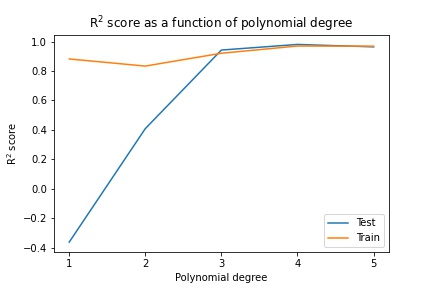 R² score as a function of polynomial degree
R² score
1.0
0.8
0.6
0.4
0.2
0.0
−0.2
−0.4
1 2 3 4 5
Polynomial degree
Test
Train